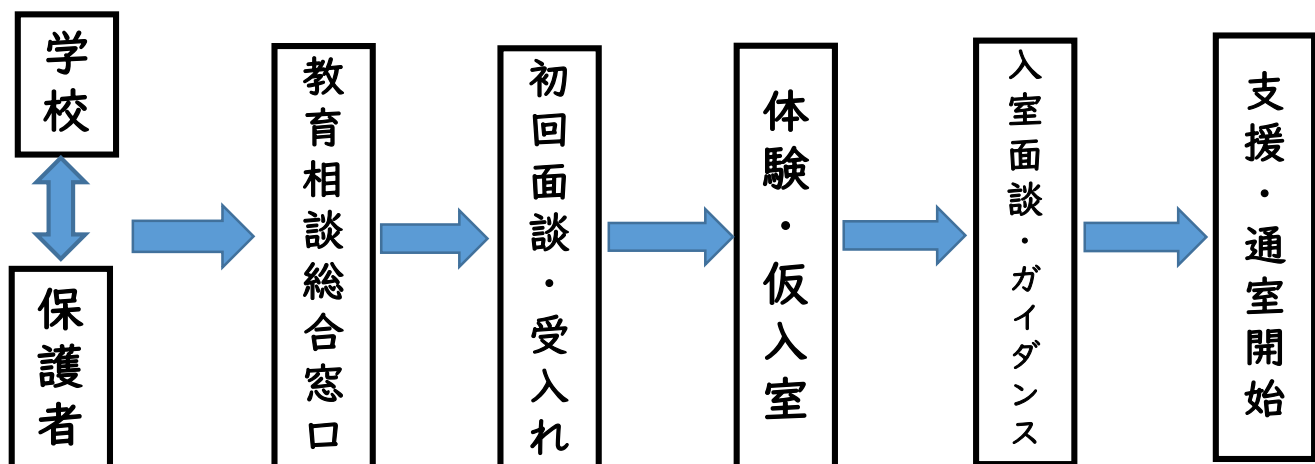 学校
保護者
教育相談総合窓口
初回面談・受入れ
体験・仮入室
入室面談・ガイダンス
支援・通室開始